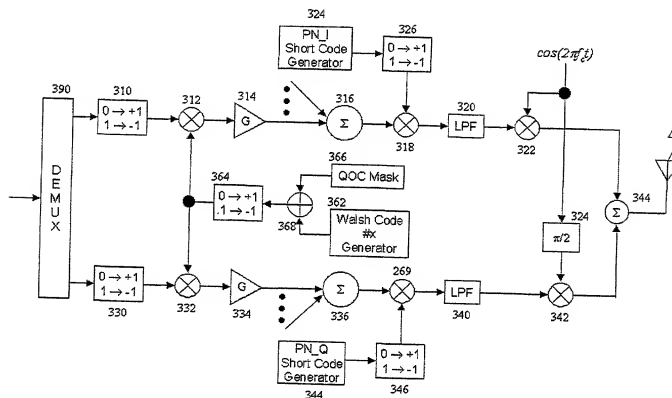 324
PN_I
Short Code
Generator
326
0 → +1
1 → -1
cos(2πf_c t)
390
310
0 → +1
1 → -1
312
314
G
316
Σ
318
320
LPF
322
DEMUX
366
QOC Mask
364
0 → +1
.1 → -1
368
362
Walsh Code
#x
Generator
324
π/2
Σ
344
0 → +1
1 → -1
330
332
G
334
Σ
336
269
LPF
340
342
PN_Q
Short Code
Generator
344
0 → +1
1 → -1
346